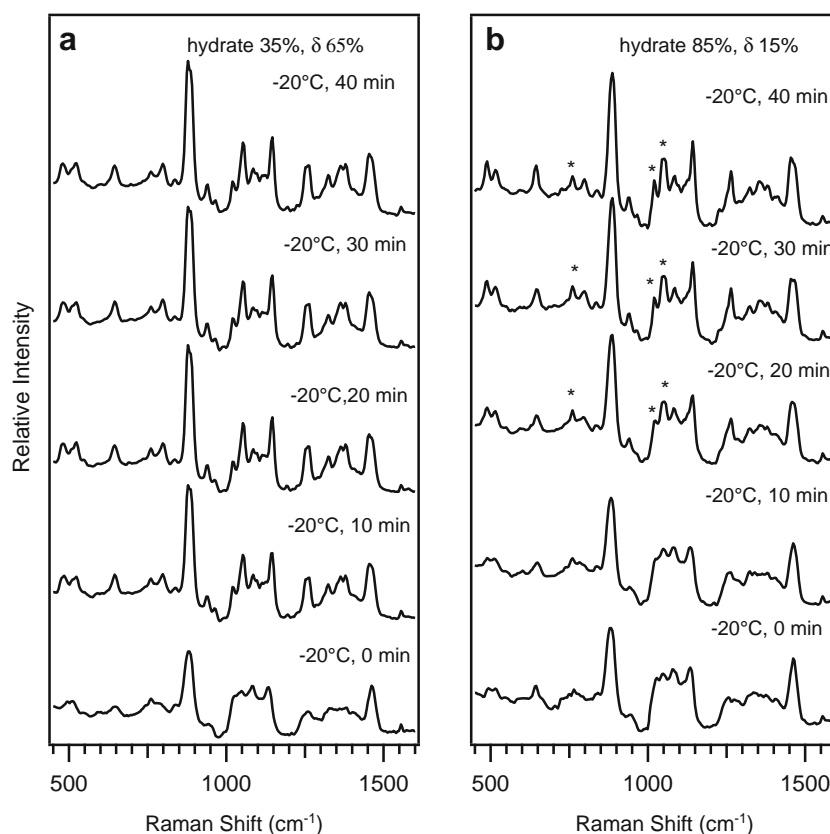 a
hydrate 35%, δ 65%
-20°C, 40 min
-20°C, 30 min
-20°C,20 min
-20°C, 10 min
-20°C, 0 min
500
1000
1500
Raman Shift (cm-1)
Relative Intensity
b
hydrate 85%, δ 15%
-20°C, 40 min
* * *
-20°C, 30 min
* * *
-20°C, 20 min
* * *
-20°C, 10 min
-20°C, 0 min
500
1000
1500
Raman Shift (cm-1)